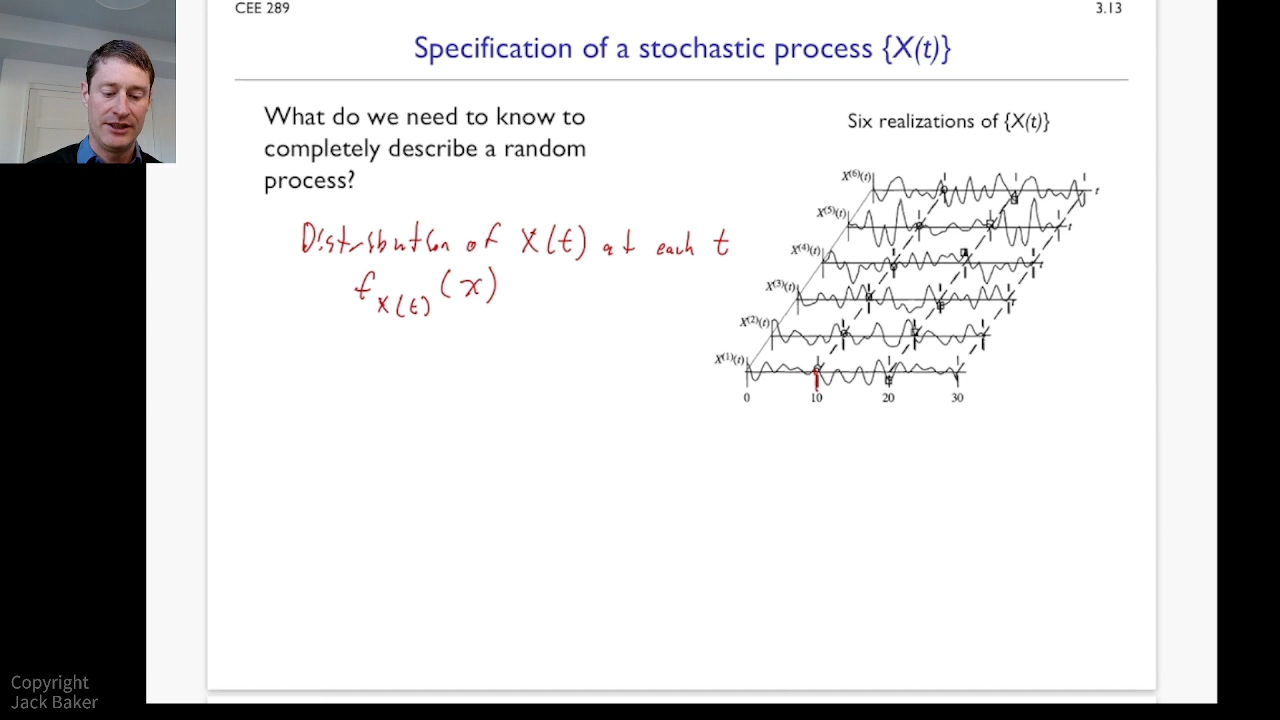 CEE 289
3.13
Specification of a stochastic process {X(t)}
What do we need to know to
completely describe a random
process?
Six realizations of {X(t)}
Distribution of X(t) at each t
f_X(t) (x)
X⁽⁶⁾(t)
t
X⁽⁵⁾(t)
t
X⁽⁴⁾(t)
t
X⁽³⁾(t)
t
X⁽²⁾(t)
X⁽¹⁾(t)
0 10 20 30
Copyright
Jack Baker